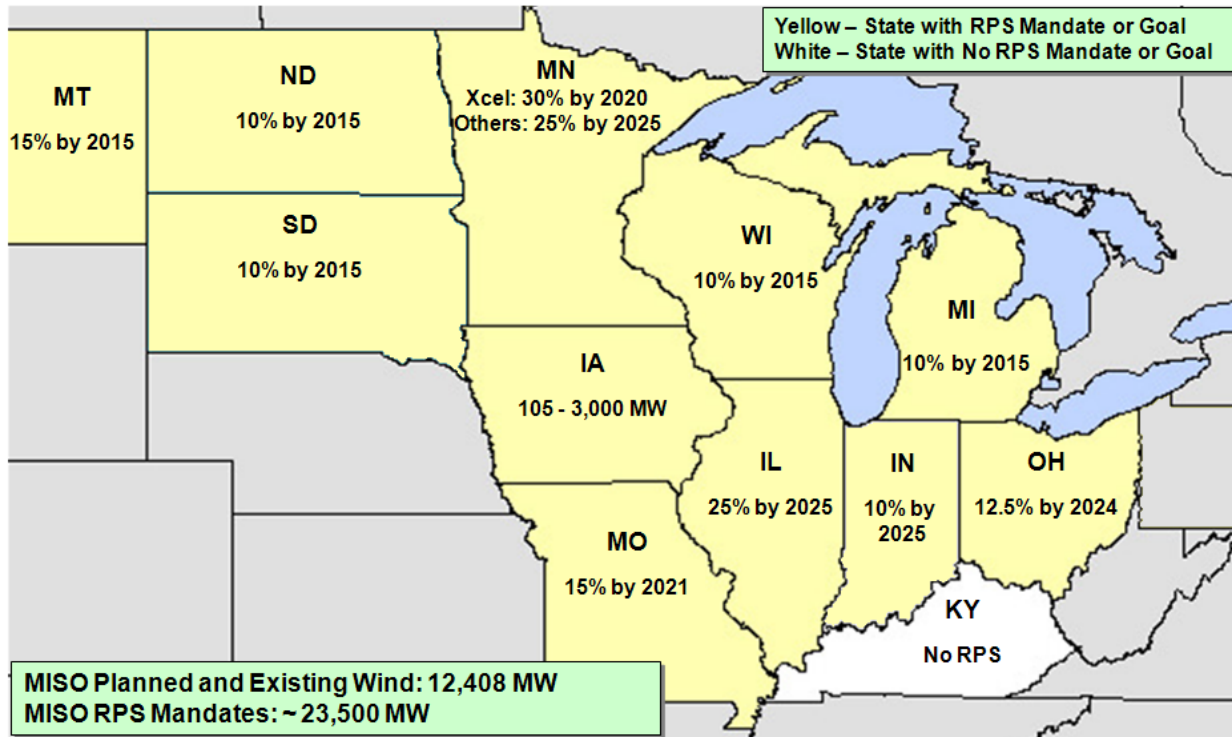 Yellow – State with RPS Mandate or Goal
White – State with No RPS Mandate or Goal
MT
15% by 2015
ND
10% by 2015
MN
Xcel: 30% by 2020
Others: 25% by 2025
SD
10% by 2015
WI
10% by 2015
MI
10% by 2015
IA
105 - 3,000 MW
IL
25% by 2025
IN
10% by
2025
OH
12.5% by 2024
MO
15% by 2021
KY
No RPS
MISO Planned and Existing Wind: 12,408 MW
MISO RPS Mandates: ~ 23,500 MW